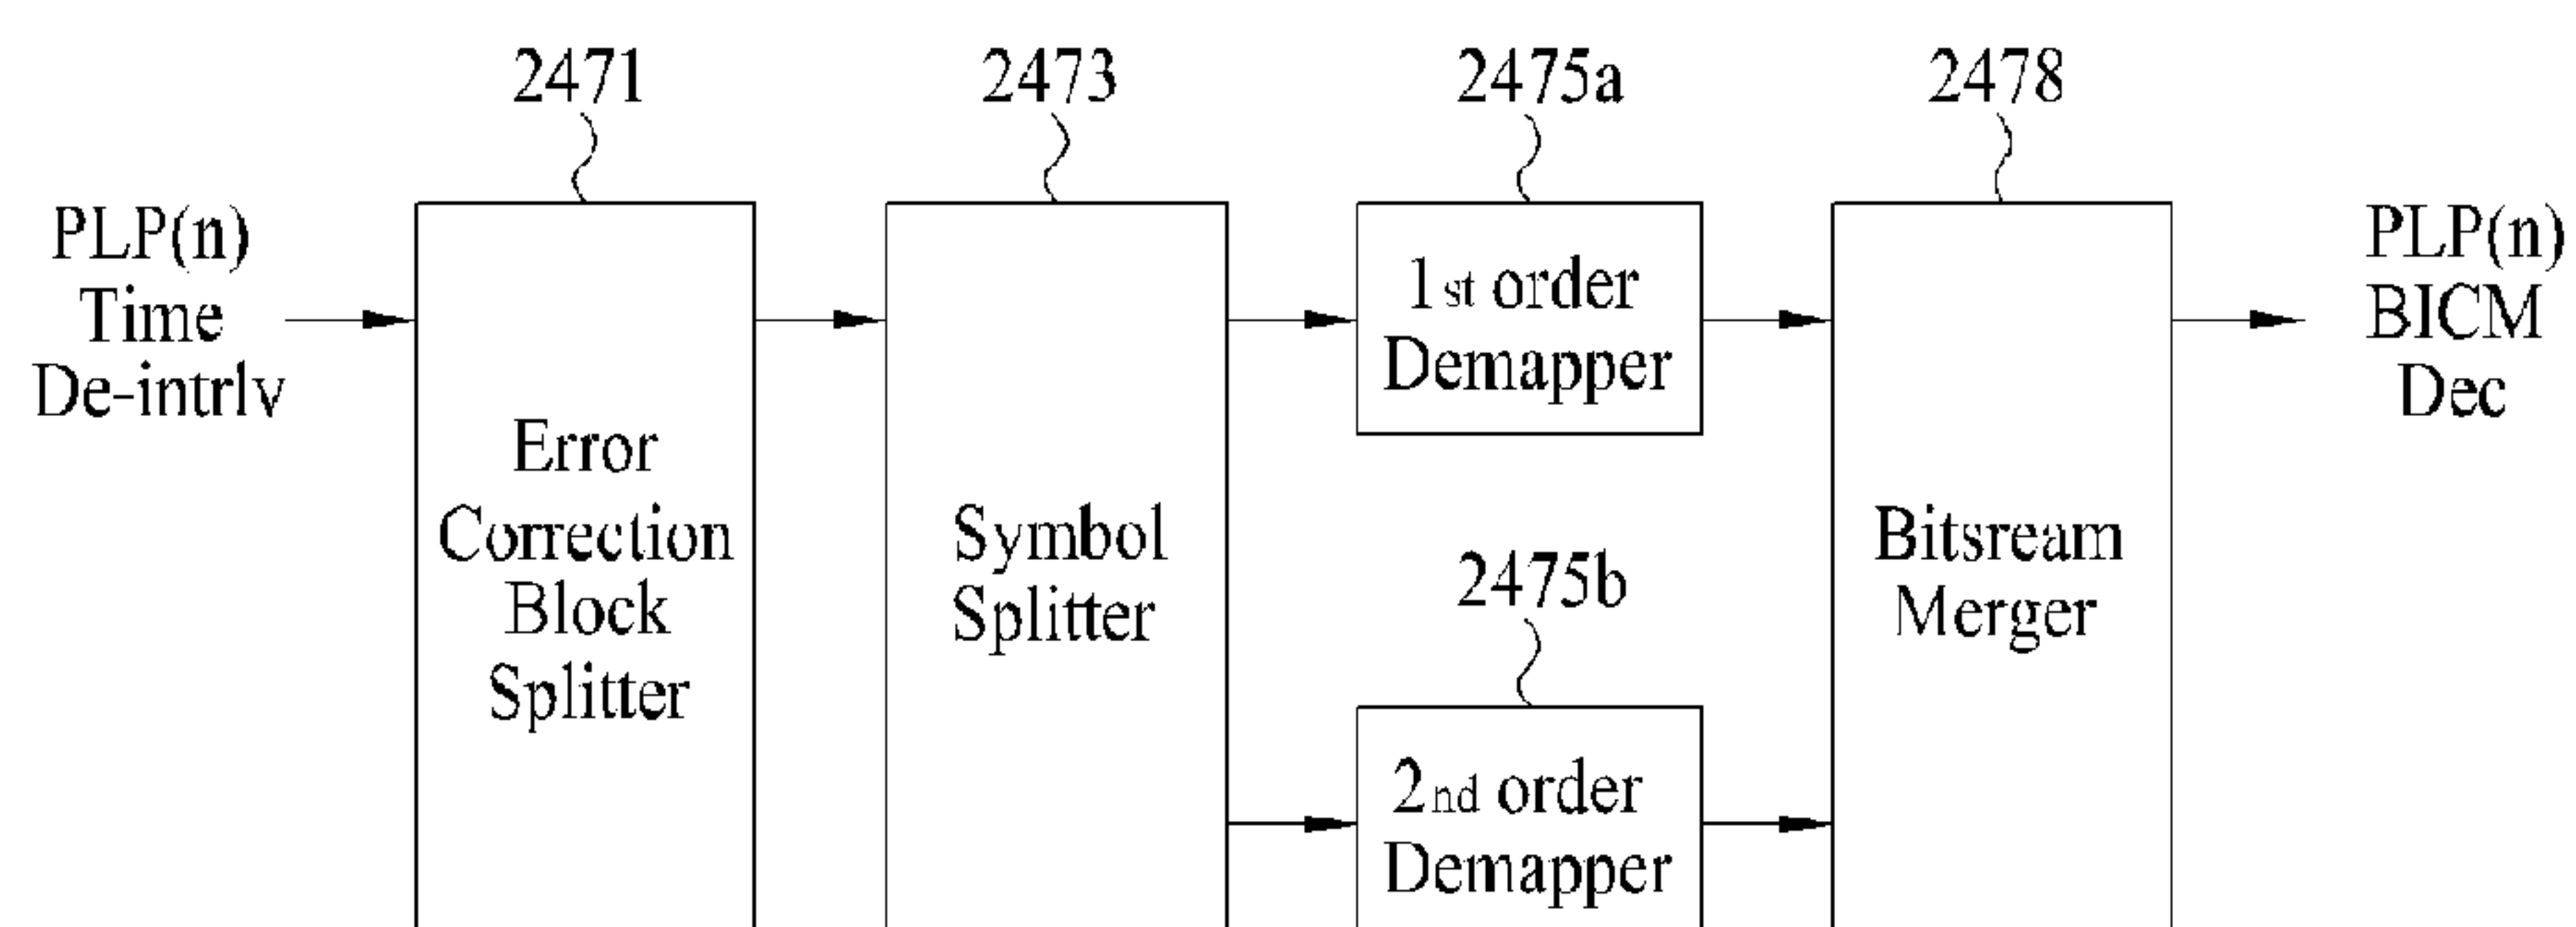 2471
2473
2475a
2478
PLP(n)
Time
De-intrlv
Error
Correction
Block
Splitter
Symbol
Splitter
1st order
Demapper
2475b
2nd order
Demapper
Bitsream
Merger
PLP(n)
BICM
Dec